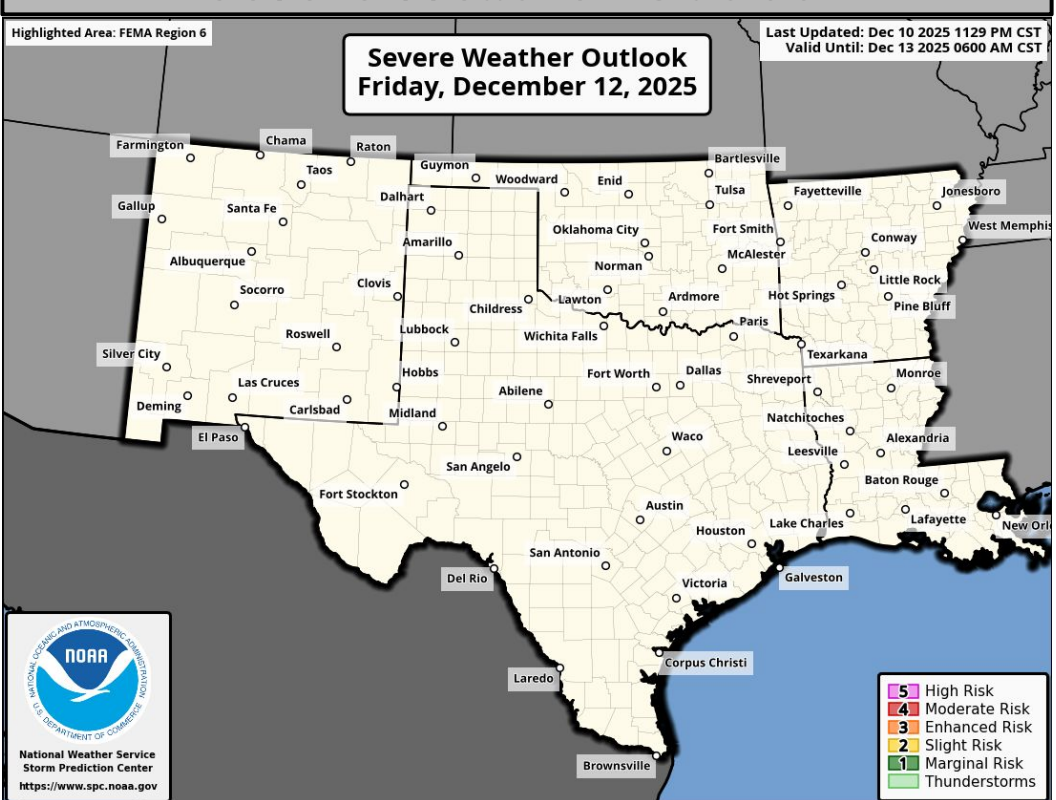 Highlighted Area: FEMA Region 6
Severe Weather Outlook
Friday, December 12, 2025
Last Updated: Dec 10 2025 1129 PM CST
Valid Until: Dec 13 2025 0600 AM CST
Farmington
Chama
Raton
Taos
Guymon
Woodward
Enid
Bartlesville
Tulsa
Fayetteville
Jonesboro
Gallup
Santa Fe
Dalhart
Oklahoma City
Fort Smith
West Memphis
Albuquerque
Amarillo
Norman
McAlester
Conway
Socorro
Clovis
Childress
Lawton
Ardmore
Hot Springs
Little Rock
Pine Bluff
Roswell
Lubbock
Wichita Falls
Paris
Texarkana
Silver City
Las Cruces
Hobbs
Abilene
Fort Worth
Dallas
Shreveport
Monroe
Deming
Carlsbad
Midland
Natchitoches
El Paso
Waco
Leesville
Alexandria
San Angelo
Baton Rouge
Fort Stockton
Austin
Houston
Lake Charles
Lafayette
New Orl
San Antonio
Del Rio
Victoria
Galveston
Laredo
Corpus Christi
Brownsville
NATIONAL OCEANIC AND ATMOSPHERIC ADMINISTRATION
NOAA
U.S. DEPARTMENT OF COMMERCE
National Weather Service
Storm Prediction Center
https://www.spc.noaa.gov
5 High Risk
4 Moderate Risk
3 Enhanced Risk
2 Slight Risk
1 Marginal Risk
Thunderstorms